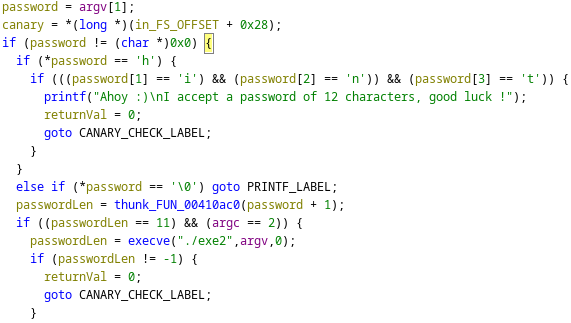 password = argv[1];
canary = *(long *)(in_FS_OFFSET + 0x28);
if (password != (char *)0x0) {
  if (*password == 'h') {
    if (((password[1] == 'i') && (password[2] == 'n')) && (password[3] == 't')) {
      printf("Ahoy :)\nI accept a password of 12 characters, good luck !");
      returnVal = 0;
      goto CANARY_CHECK_LABEL;
    }
  }
  else if (*password == '\0') goto PRINTF_LABEL;
  passwordLen = thunk_FUN_00410ac0(password + 1);
  if ((passwordLen == 11) && (argc == 2)) {
    passwordLen = execve("./exe2",argv,0);
    if (passwordLen != -1) {
      returnVal = 0;
      goto CANARY_CHECK_LABEL;
    }